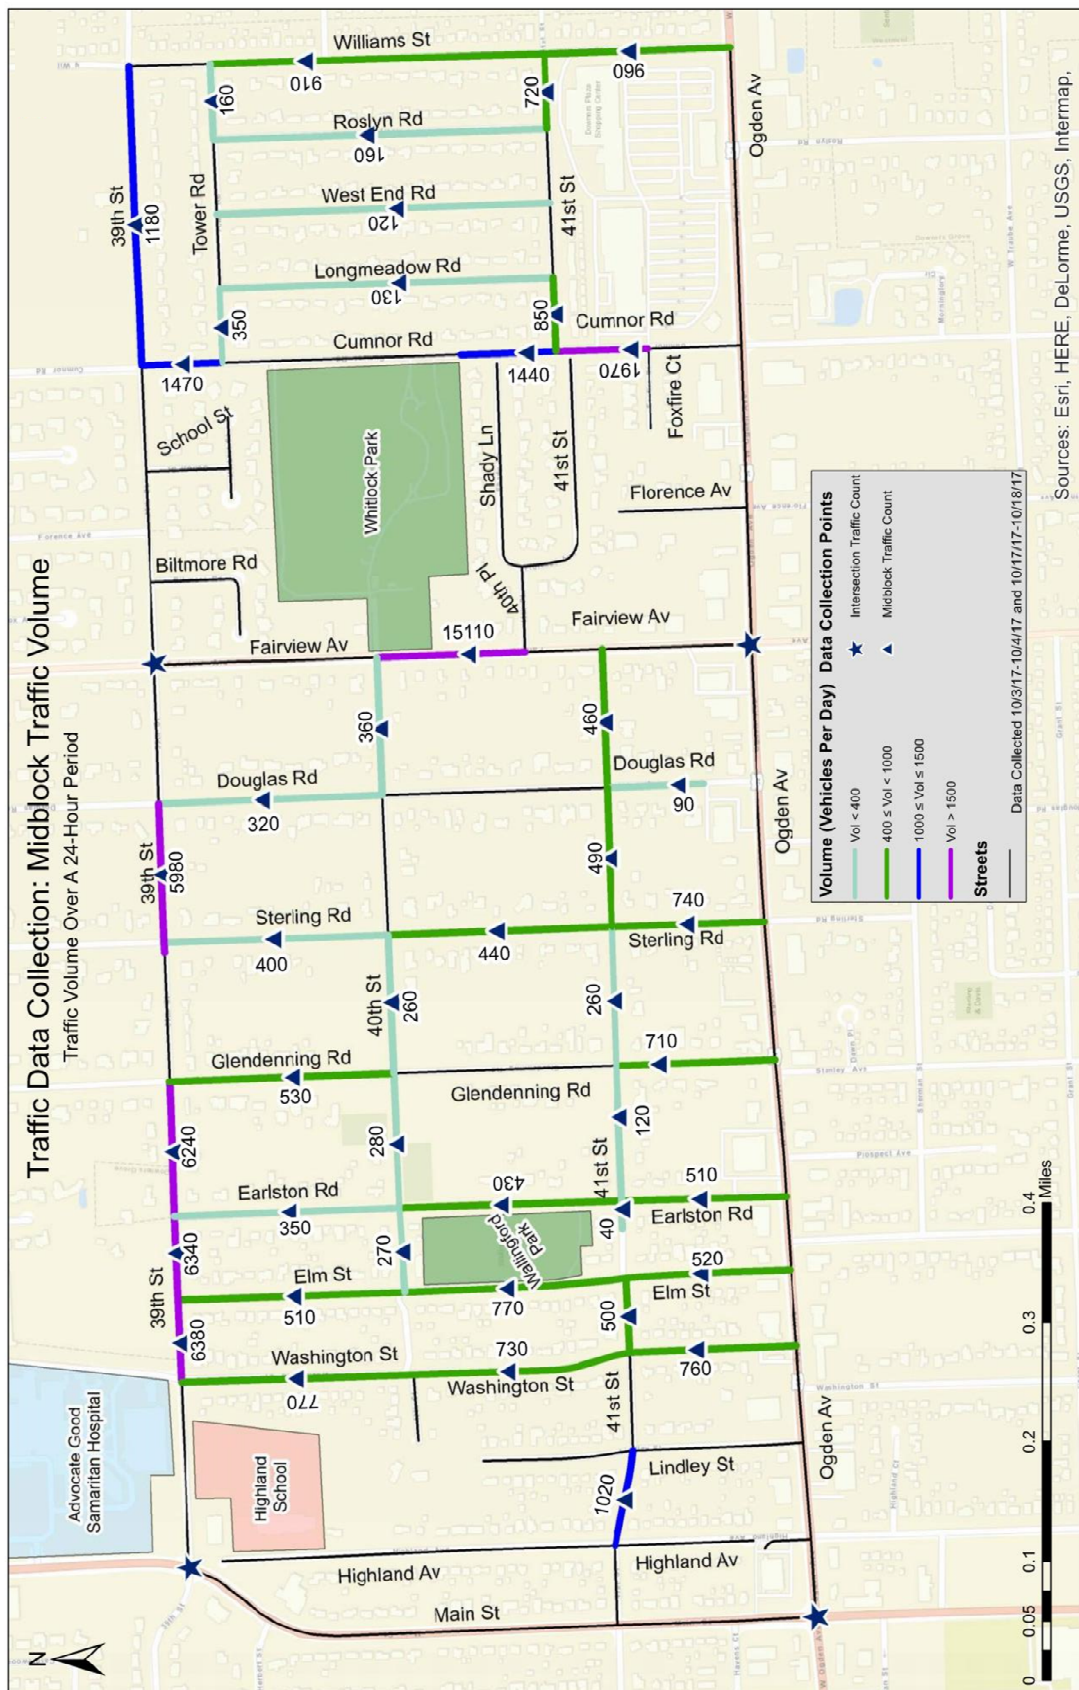 Traffic Data Collection: Midblock Traffic Volume
Traffic Volume Over A 24-Hour Period
N
Advocate Good
Samaritan Hospital
Highland
School
39th St
6380
6340
6240
39th St
5980
39th St
1180
Main St
Highland Av
Highland Av
Lindley St
1020
41st St
Washington St
770
730
Washington St
760
Elm St
510
770
500
520
Elm St
Wallingford
Park
270
Earlston Rd
350
430
40
510
Earlston Rd
41st St
280
120
Glendenning Rd
530
Glendenning Rd
710
40th St
260
260
Sterling Rd
400
440
740
Sterling Rd
490
Douglas Rd
320
Douglas Rd
90
360
460
Fairview Av
15110
Fairview Av
Biltmore Rd
School St
Whitlock Park
40th Pl
Shady Ln
41st St
Florence Av
Foxfire Ct
1470
Cumnor Rd
1440
1970
Cumnor Rd
350
850
Longmeadow Rd
130
West End Rd
120
Tower Rd
41st St
Roslyn Rd
160
160
720
Williams St
910
960
Ogden Av
Ogden Av
Ogden Av
Downers Plaza
Shopping Center
Volume (Vehicles Per Day)
Vol < 400
400 ≤ Vol < 1000
1000 ≤ Vol ≤ 1500
Vol > 1500
Streets
Data Collection Points
Intersection Traffic Count
Midblock Traffic Count
Data Collected 10/3/17-10/4/17 and 10/17/17-10/18/17
0 0.05 0.1 0.2 0.3 0.4
Miles
Sources: Esri, HERE, DeLorme, USGS, Intermap,